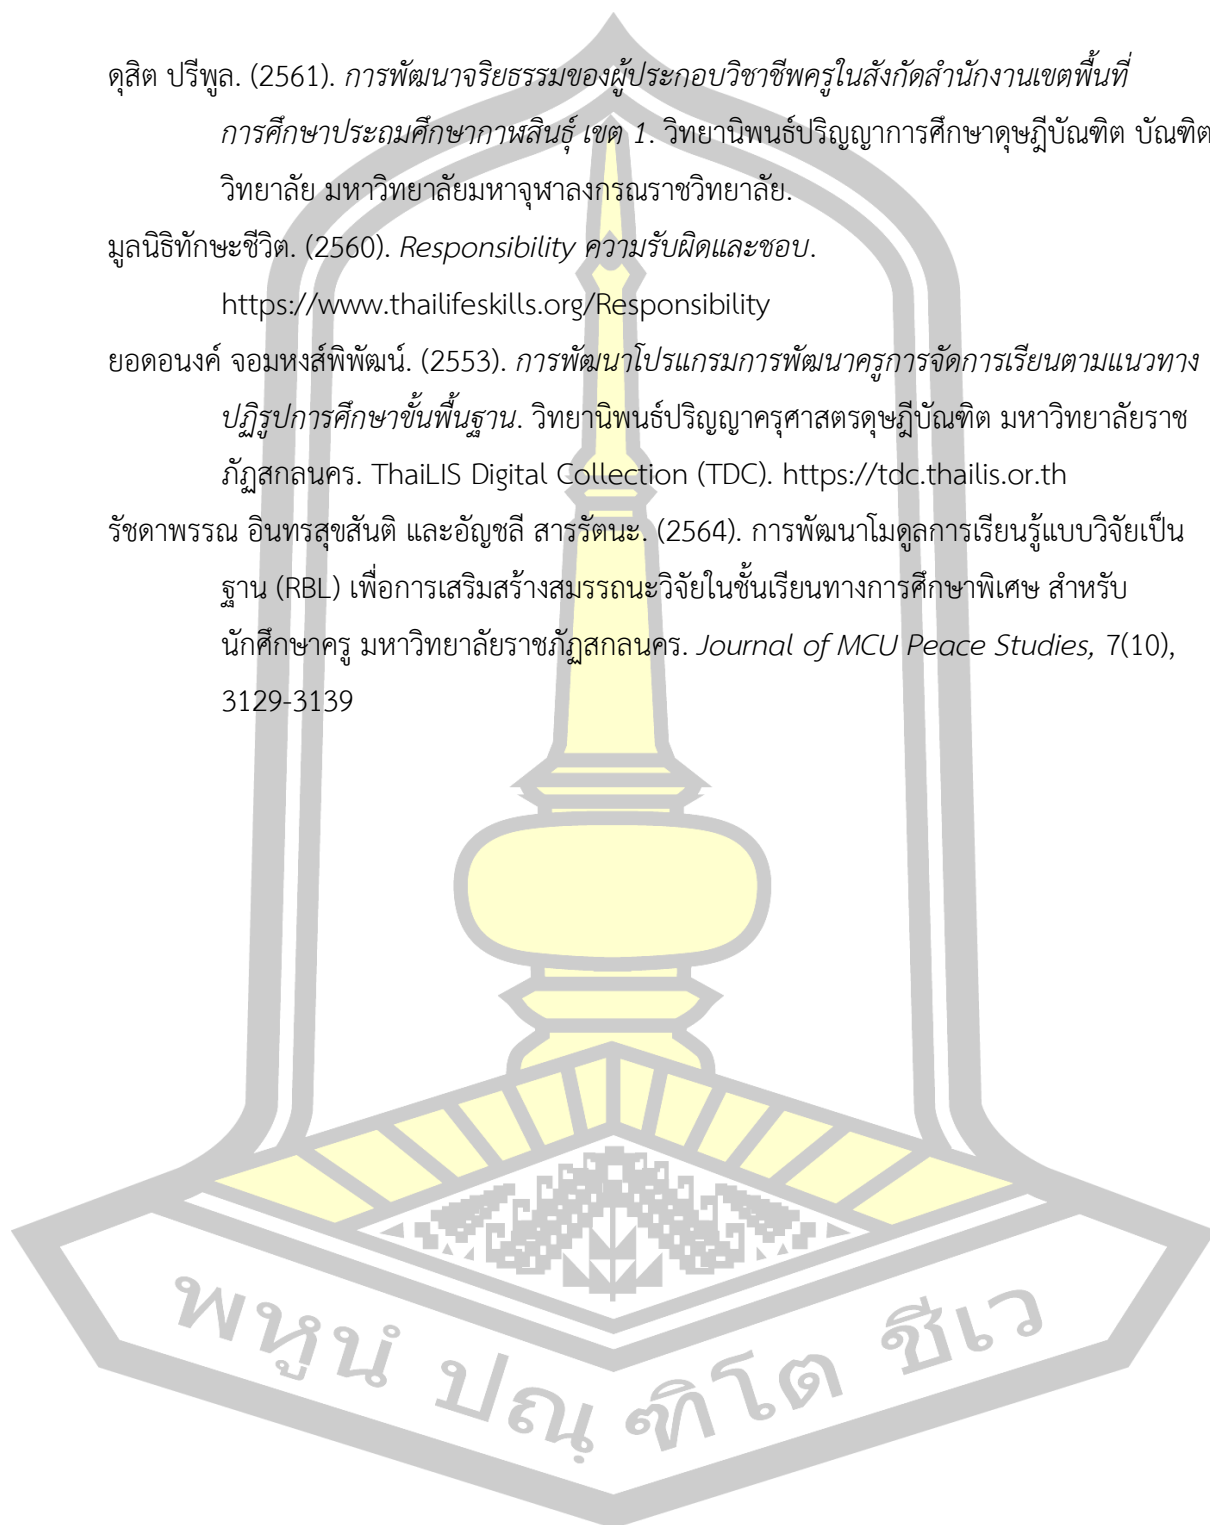 ดุสิต ปรีพูล. (2561). การพัฒนาจริยธรรมของผู้ประกอบวิชาชีพครูในสังกัดสำนักงานเขตพื้นที่
การศึกษาประถมศึกษากาฬสินธุ์ เขต 1. วิทยานิพนธ์ปริญญาการศึกษาดุษฎีบัณฑิต บัณฑิต
วิทยาลัย มหาวิทยาลัยมหาจุฬาลงกรณราชวิทยาลัย.
มูลนิธิทักษะชีวิต. (2560). Responsibility ความรับผิดและชอบ.
https://www.thailifeskills.org/Responsibility
ยอดอนงค์ จอมหงส์พิพัฒน์. (2553). การพัฒนาโปรแกรมการพัฒนาครูการจัดการเรียนตามแนวทาง
ปฏิรูปการศึกษาขั้นพื้นฐาน. วิทยานิพนธ์ปริญญาครุศาสตรดุษฎีบัณฑิต มหาวิทยาลัยราช
ภัฏสกลนคร. ThaiLIS Digital Collection (TDC). https://tdc.thailis.or.th
รัชดาพรรณ อินทรสุขสันติ และอัญชลี สารรัตนะ. (2564). การพัฒนาโมดูลการเรียนรู้แบบวิจัยเป็น
ฐาน (RBL) เพื่อการเสริมสร้างสมรรถนะวิจัยในชั้นเรียนทางการศึกษาพิเศษ สำหรับ
นักศึกษาครู มหาวิทยาลัยราชภัฏสกลนคร. Journal of MCU Peace Studies, 7(10),
3129-3139
พหูนํ ปณฺ ฑิโต ชีเว